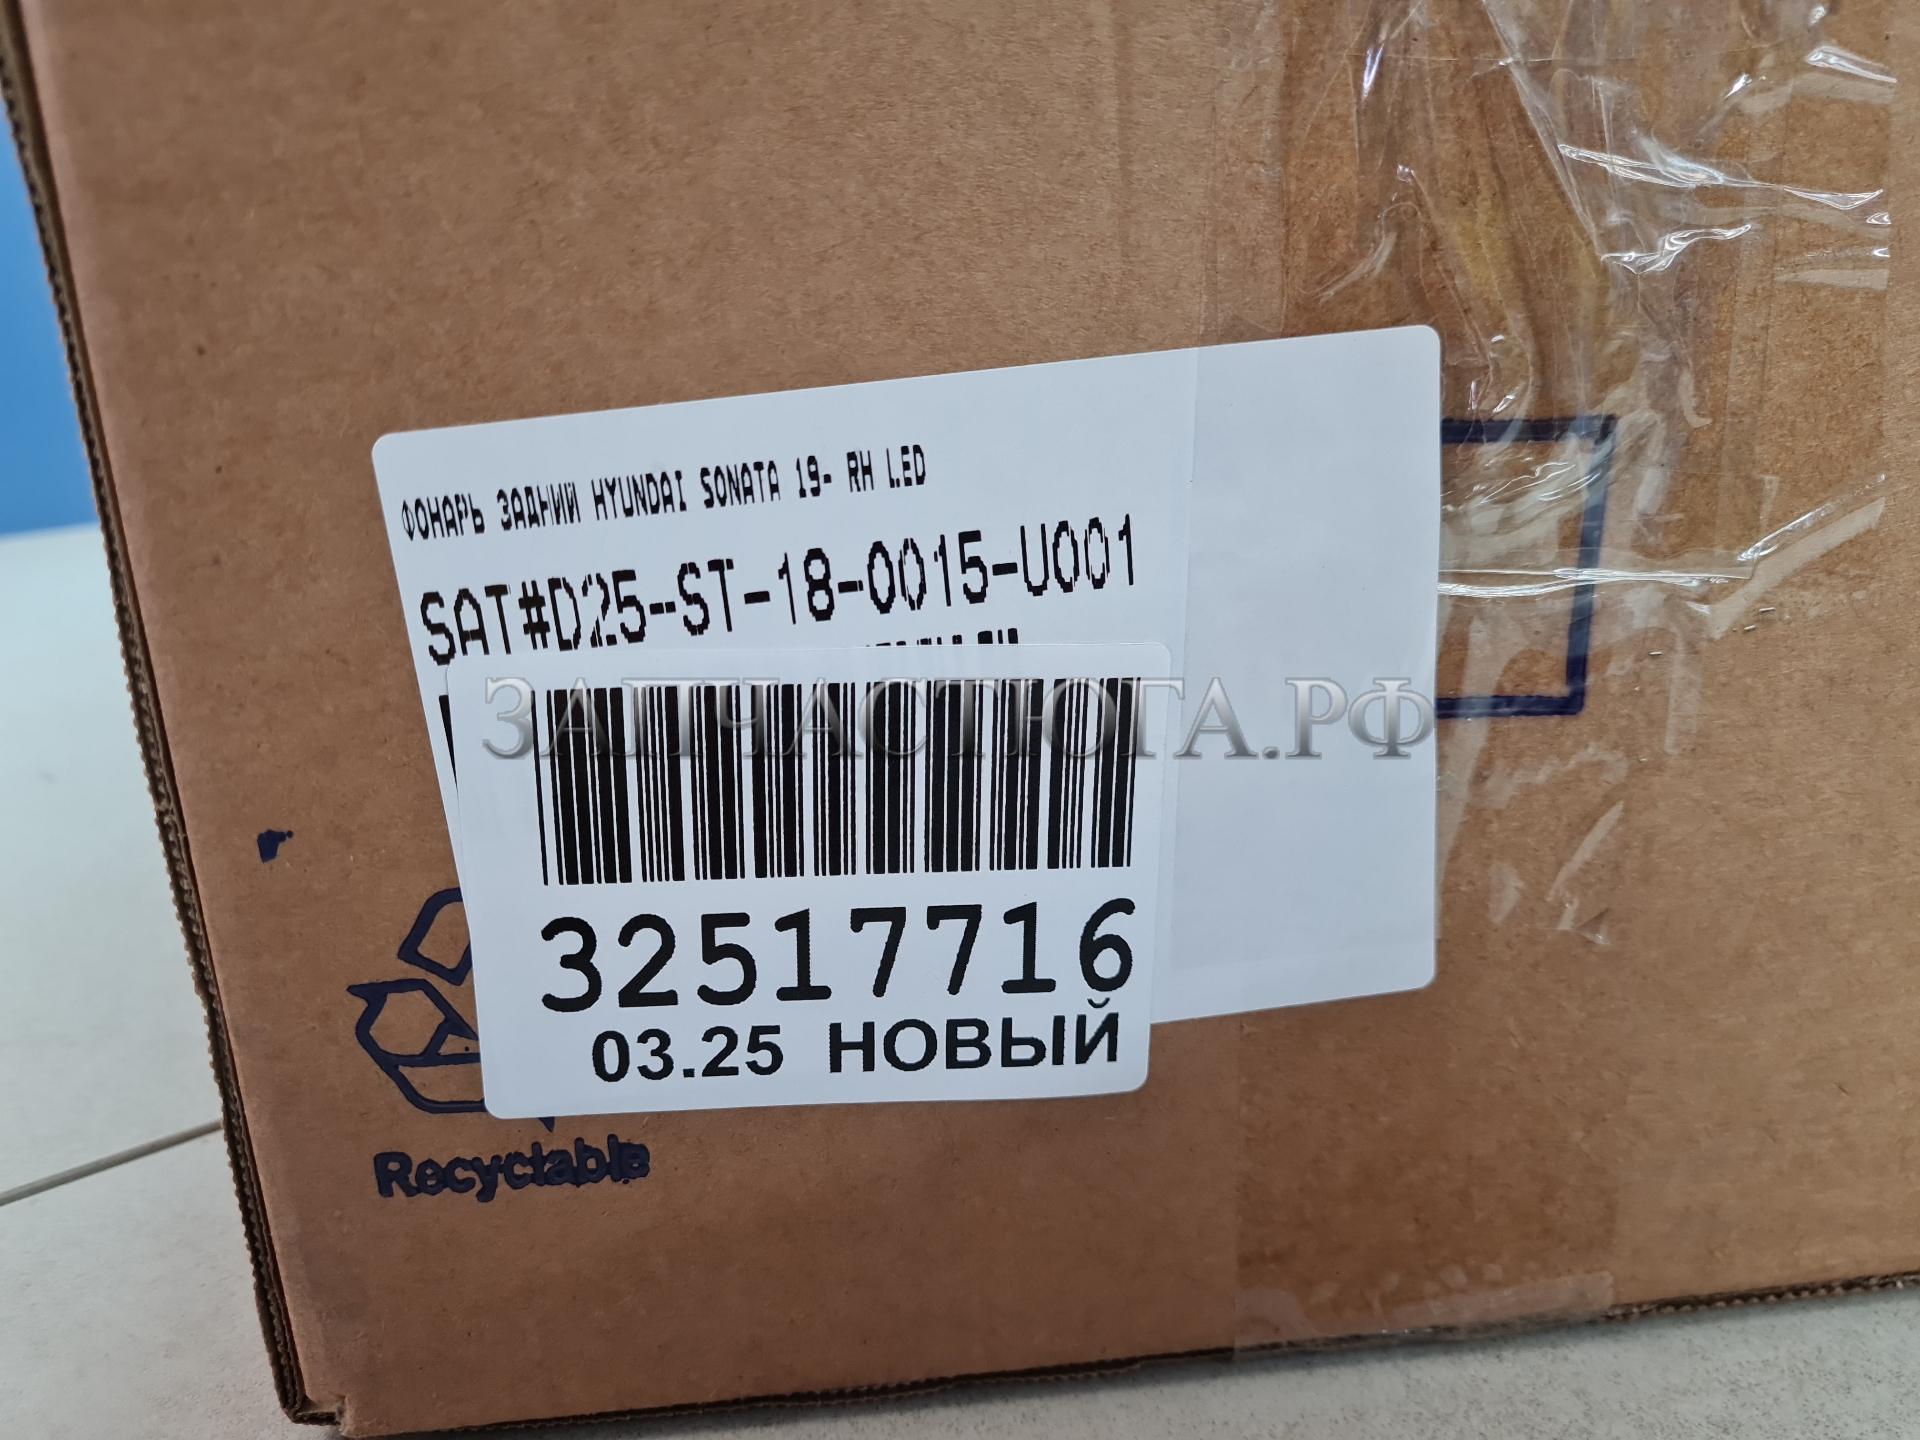 ФОНАРЬ ЗАДНИЙ HYUNDAI SONATA 19- RH LED
SAT#D25-ST-18-0015-U001
ЗАПЧАСТЮГА.РФ
32517716
03.25 НОВЫЙ
Recyclable